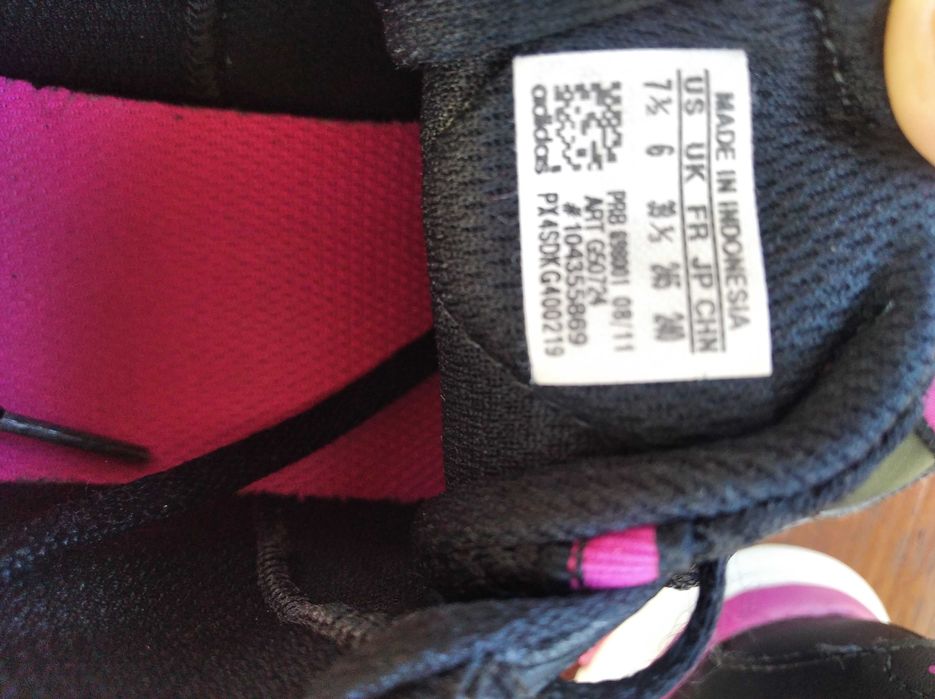 MADE IN INDONESIA
US UK FR JP CHN
7½ 6 39⅓ 245 240
adidas
PRB 698001 08/11
ART G50724
#104355869
PX4SDKG400219